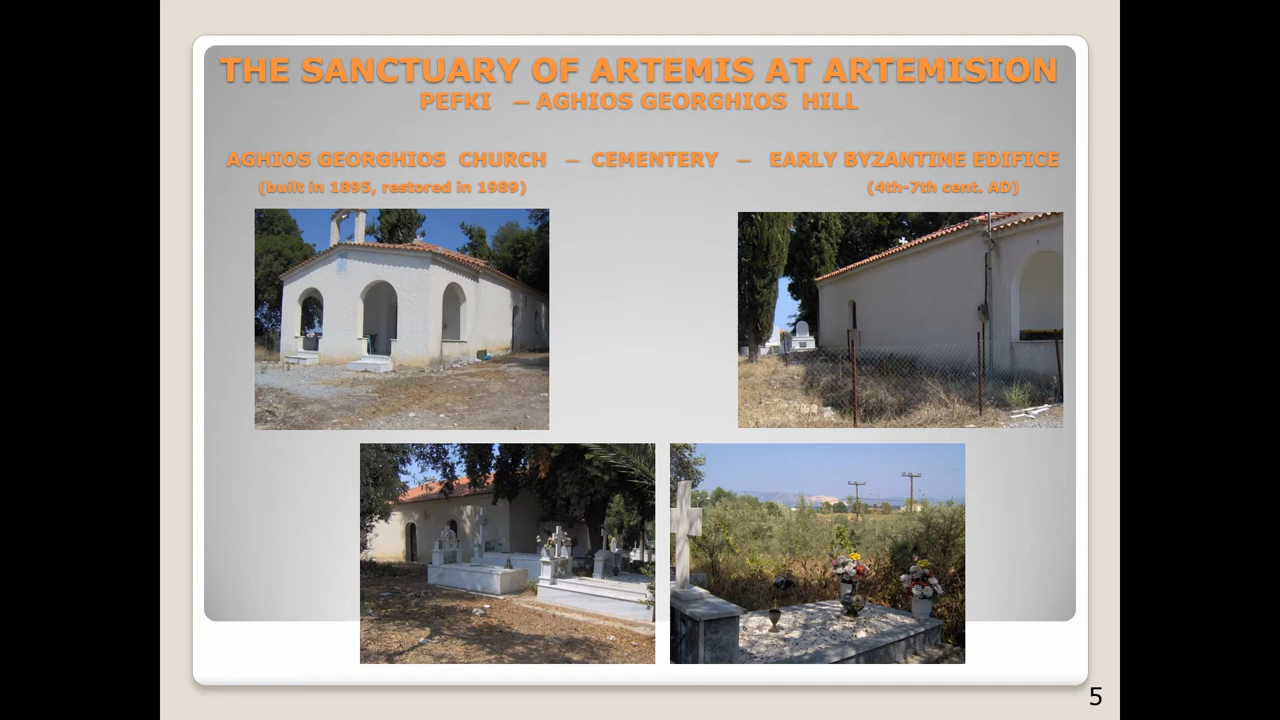 THE SANCTUARY OF ARTEMIS AT ARTEMISION
PEFKI – AGHIOS GEORGHIOS HILL
AGHIOS GEORGHIOS CHURCH – CEMENTERY – EARLY BYZANTINE EDIFICE
(built in 1895, restored in 1989) (4th-7th cent. AD)
5